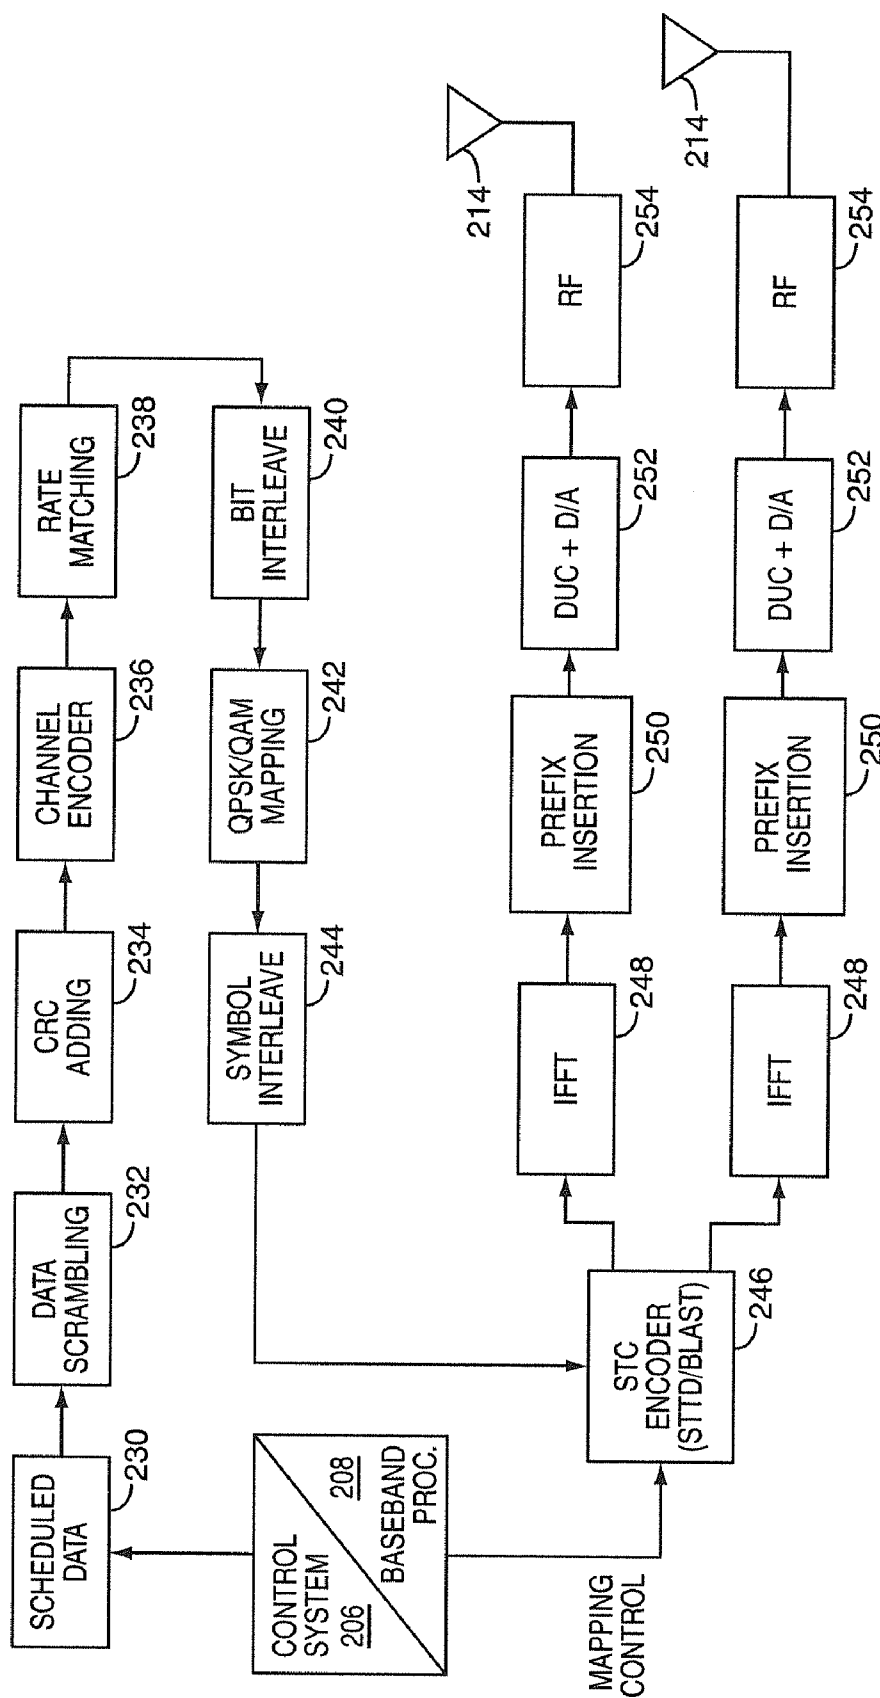 SCHEDULED
DATA
230
DATA
SCRAMBLING
232
CRC
ADDING
234
CHANNEL
ENCODER
236
RATE
MATCHING
238
CONTROL
SYSTEM
206
208
BASEBAND
PROC.
SYMBOL
INTERLEAVE
244
QPSK/QAM
MAPPING
242
BIT
INTERLEAVE
240
MAPPING
CONTROL
STC
ENCODER
(STTD/BLAST)
246
IFFT
248
PREFIX
INSERTION
250
DUC + D/A
252
RF
254
214
IFFT
248
PREFIX
INSERTION
250
DUC + D/A
252
RF
254
214